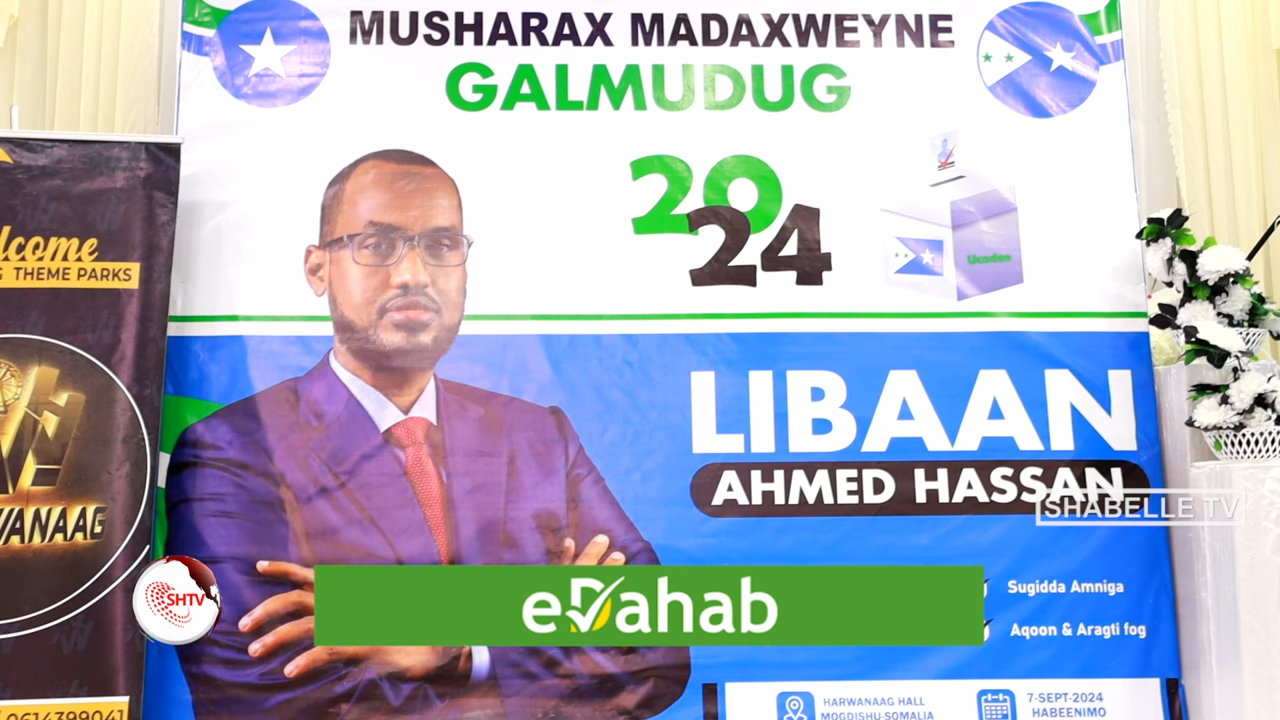 MUSHARAX MADAXWEYNE
GALMUDUG
2024
Ucodee
THEME PARKS
LIBAAN
AHMED HASSAN
SHABELLE TV
SHTV
eDahab
Sugidda Amniga
Aqoon & Aragti fog
HARWANAAG HALL
MOGDISHU-SOMALIA
7-SEPT-2024
HABEENIMO
0614399041